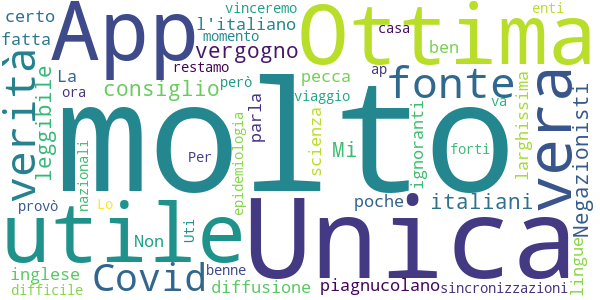 certo App Ottima
vinceremo
l'italiano
casa
enti
fatta
momento
ben
vergogno
La
restamo
però
ap
pecca
fonte
verità
leggibile
ora
consiglio
viaggio
va
vera
larghissima
Negazionisti
molto
parla
scienza
ignoranti
Mi
forti
nazionali
Per
epidemiologia
provò
Lo
poche
italiani
utile
Unica
Non
Uti
lingue
inglese
Covid
benne
piagnucolano
sincronizzazioni
difficile
diffusione